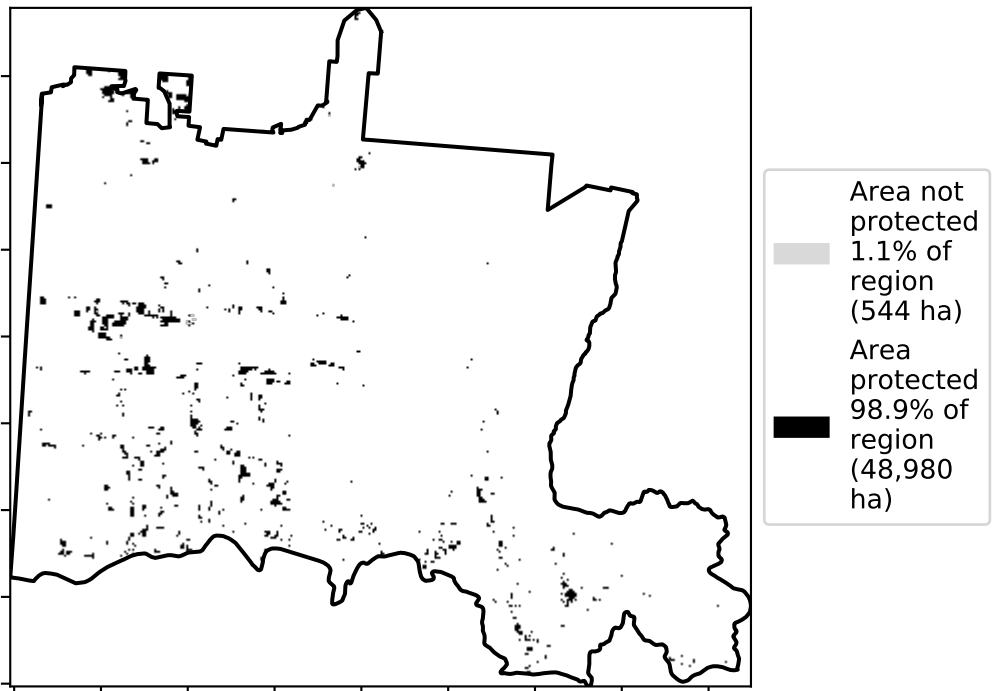 Area not
protected
1.1% of
region
(544 ha)
Area
protected
98.9% of
region
(48,980
ha)